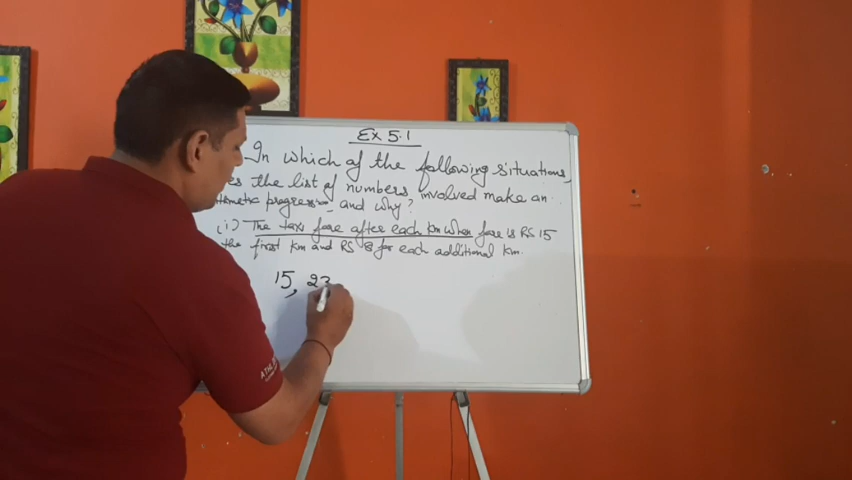 Ex 5.1
In which of the following situations,
the list of numbers involved make an
progression, and why?
(i) The taxi fare after each km when fare is RS 15
the first km and RS 8 for each additional km.
15, 23